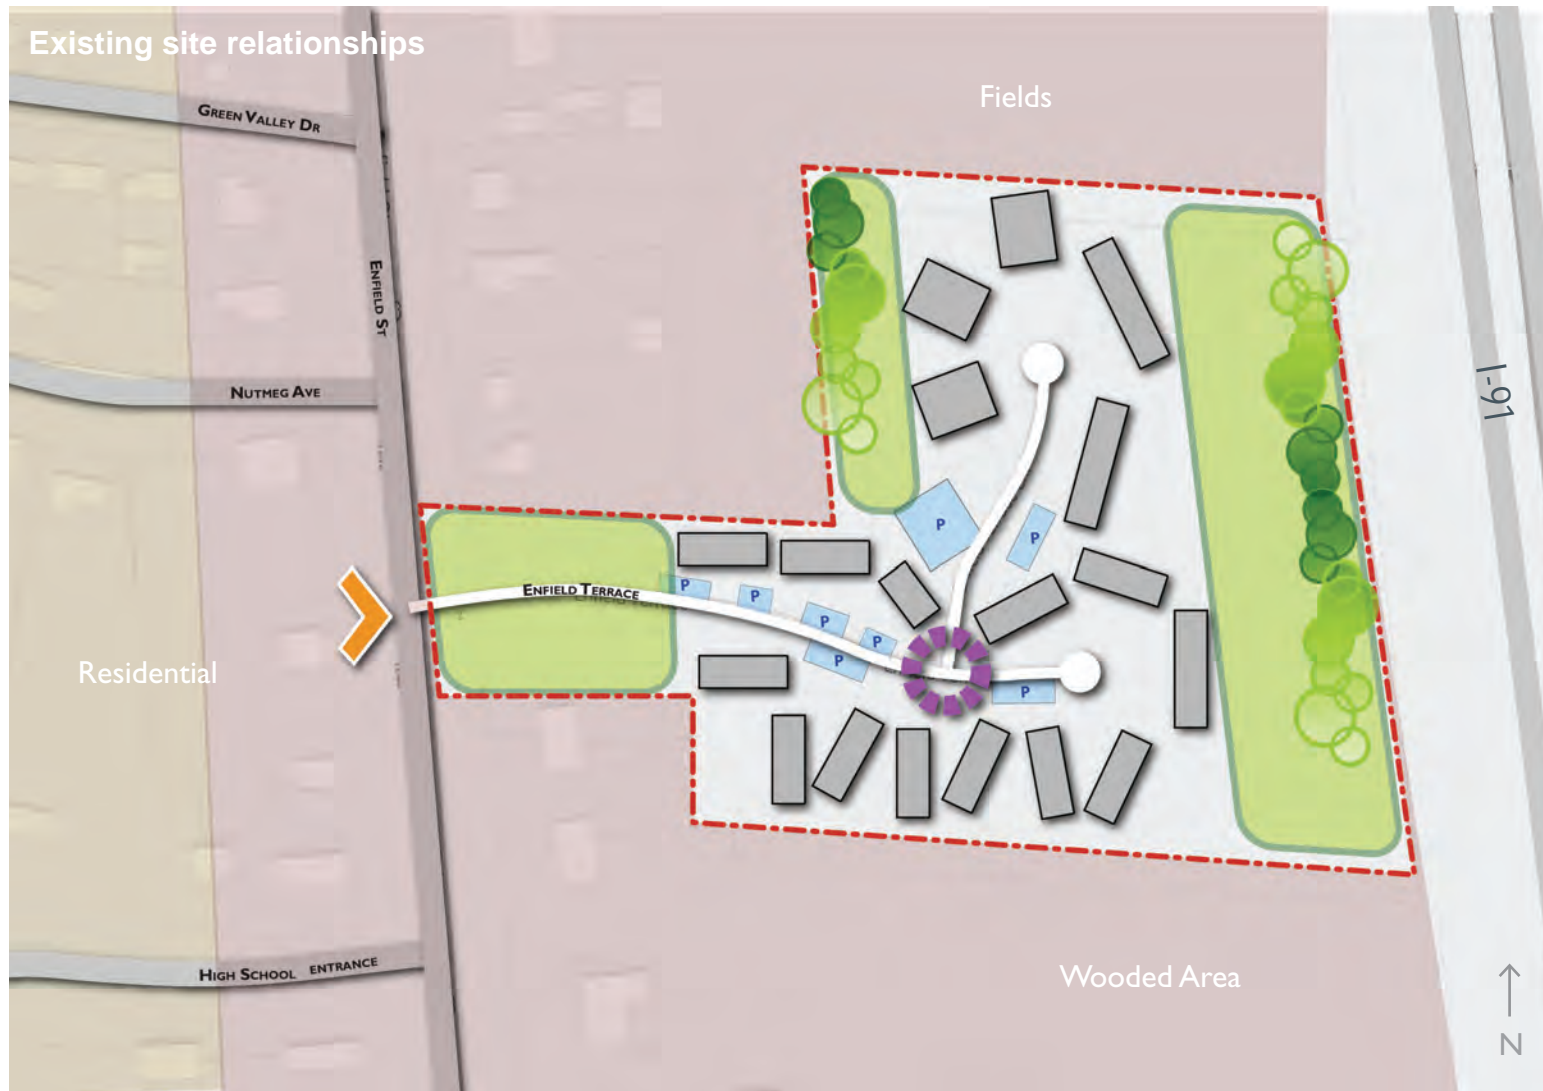 Existing site relationships
Fields
GREEN VALLEY DR
ENFIELD ST
I-91
NUTMEG AVE
P
P
ENFIELD TERRACE
P
P
P
P
P
P
Residential
HIGH SCHOOL ENTRANCE
Wooded Area
N